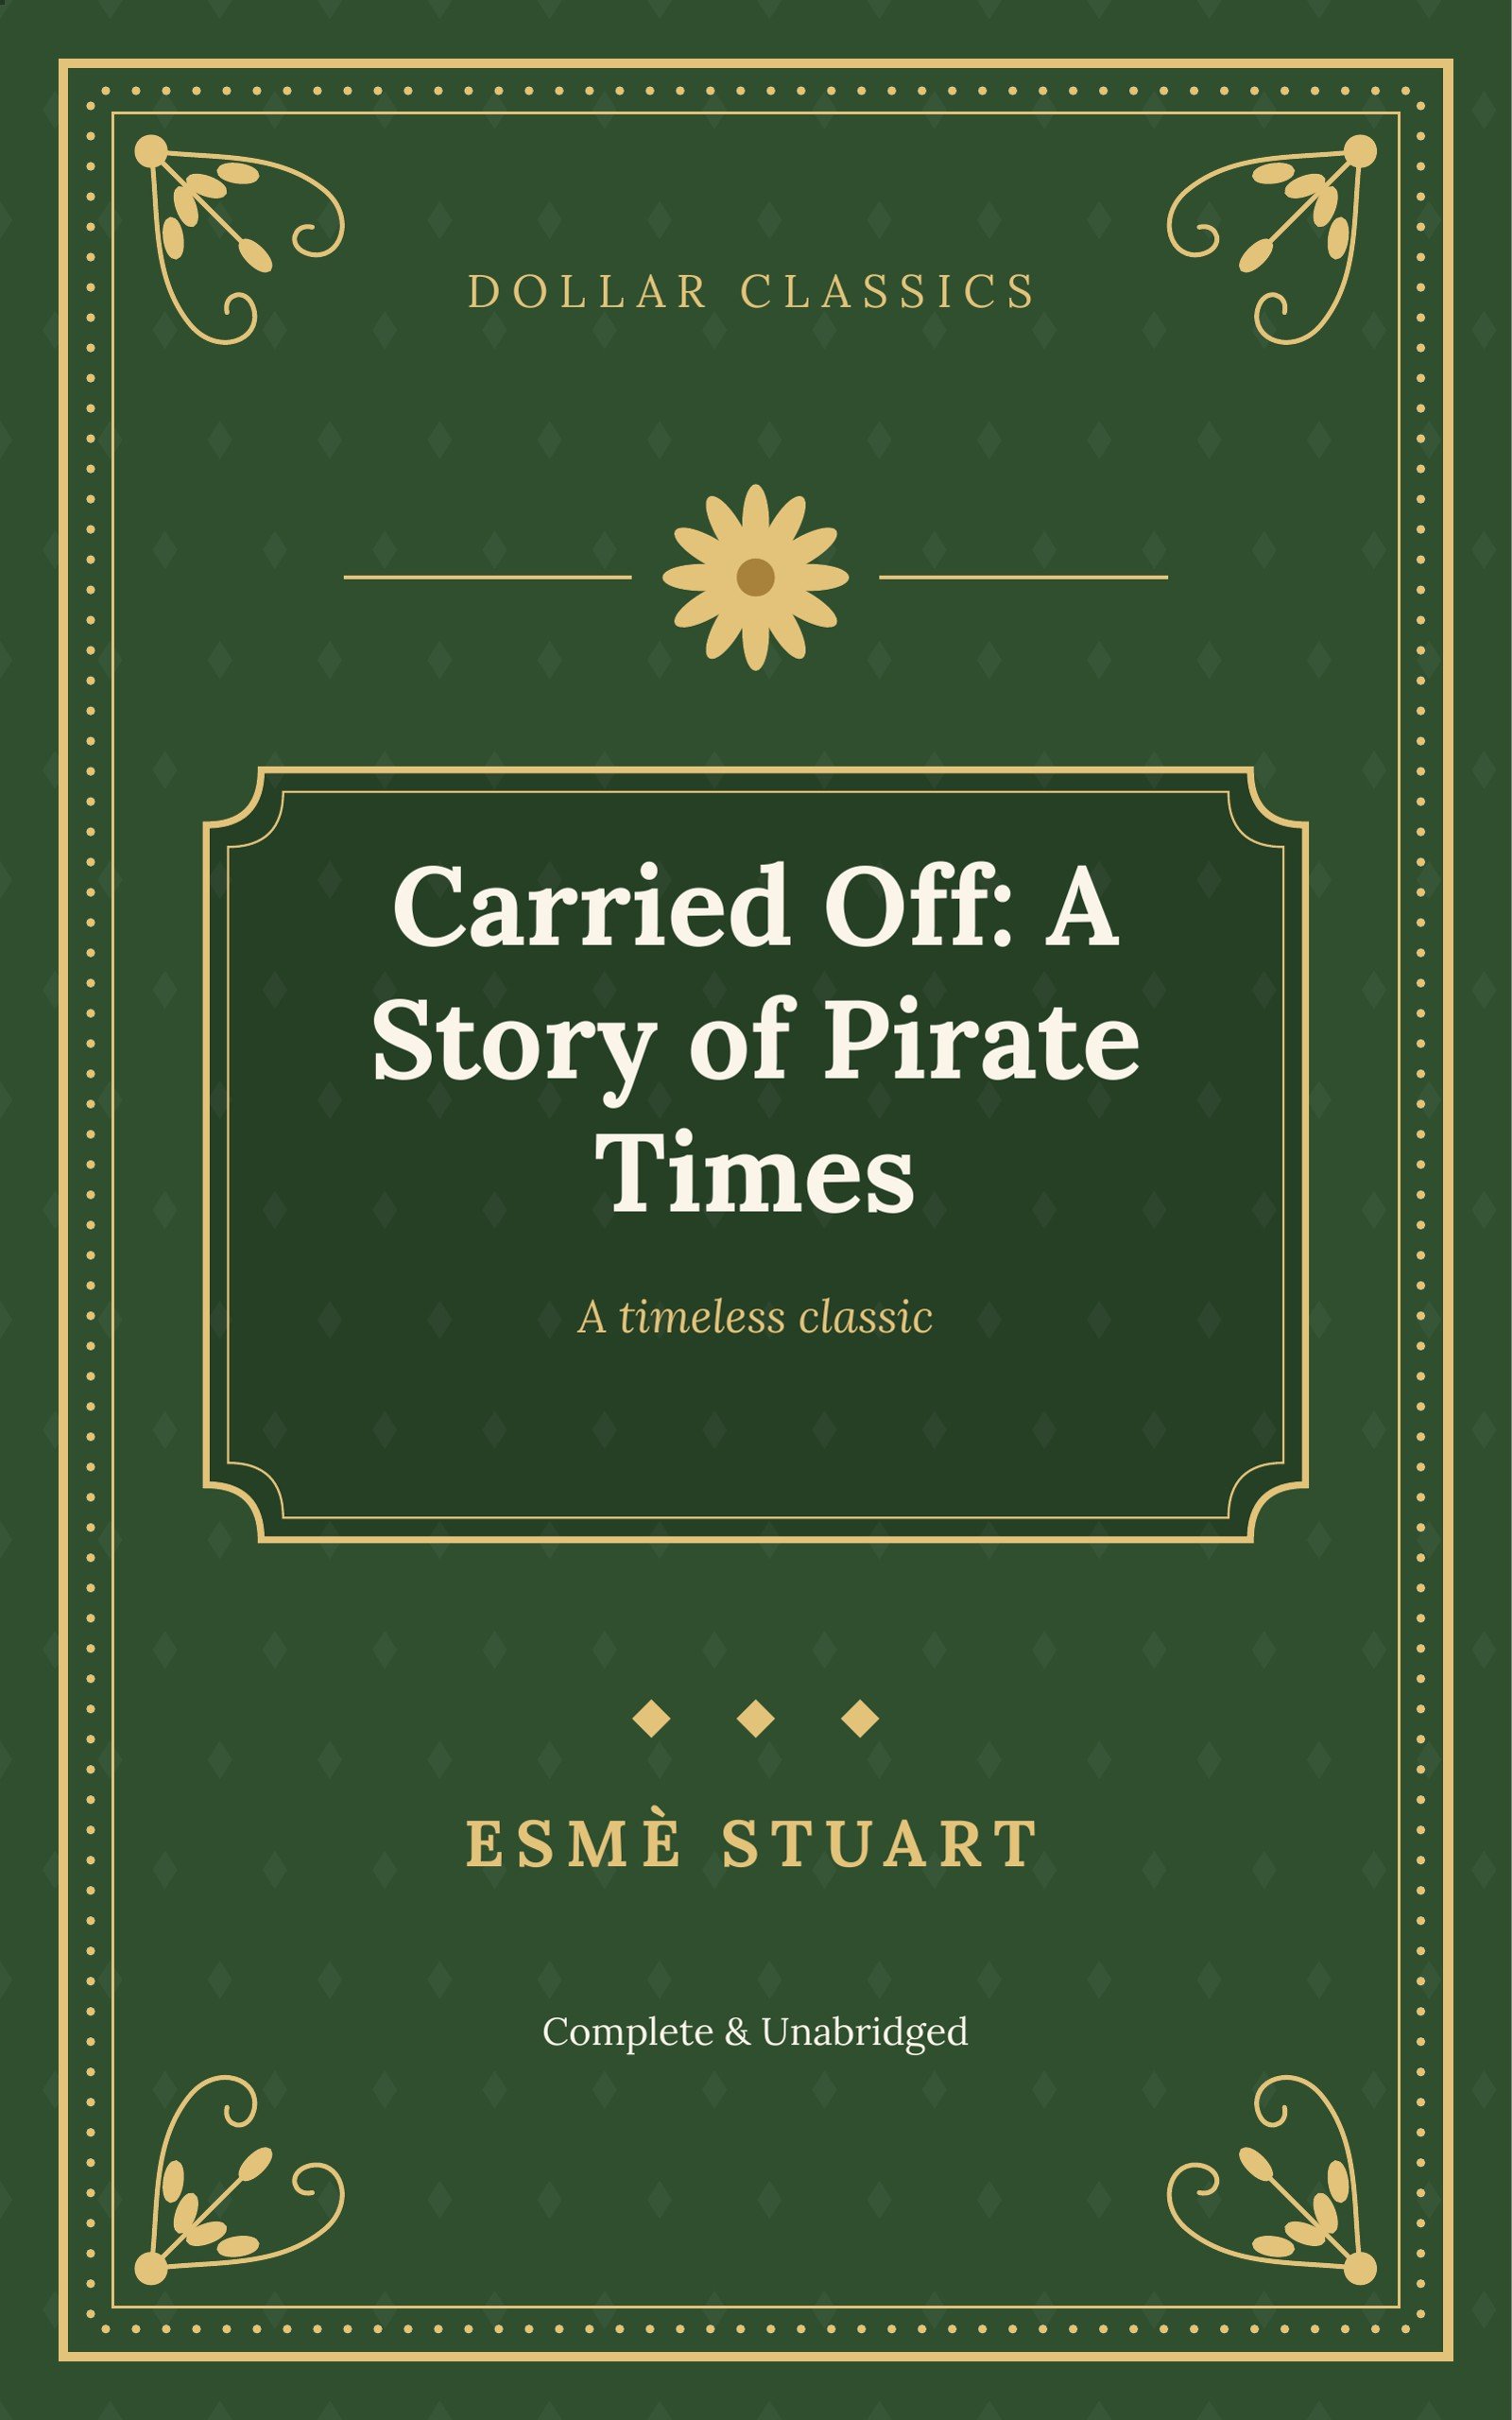 DOLLAR CLASSICS
Carried Off: A
Story of Pirate
Times
A timeless classic
ESMÈ STUART
Complete & Unabridged